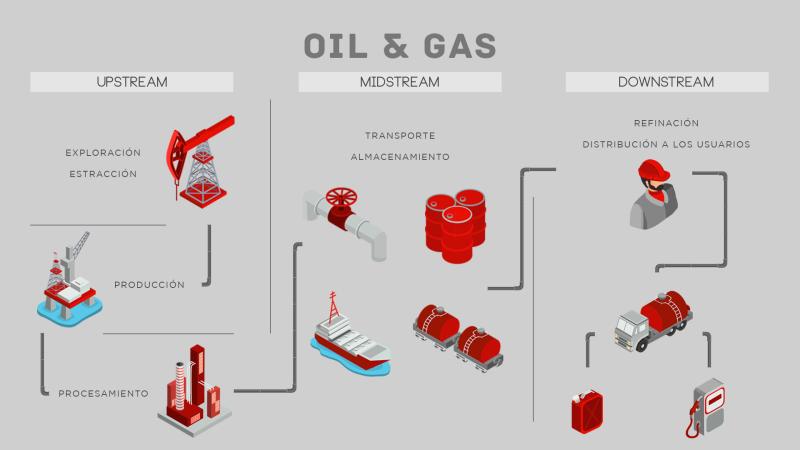 OIL & GAS
UPSTREAM
EXPLORACIÓN
ESTRACCIÓN
PRODUCCIÓN
PROCESAMIENTO
MIDSTREAM
TRANSPORTE
ALMACENAMIENTO
DOWNSTREAM
REFINACIÓN
DISTRIBUCIÓN A LOS USUARIOS